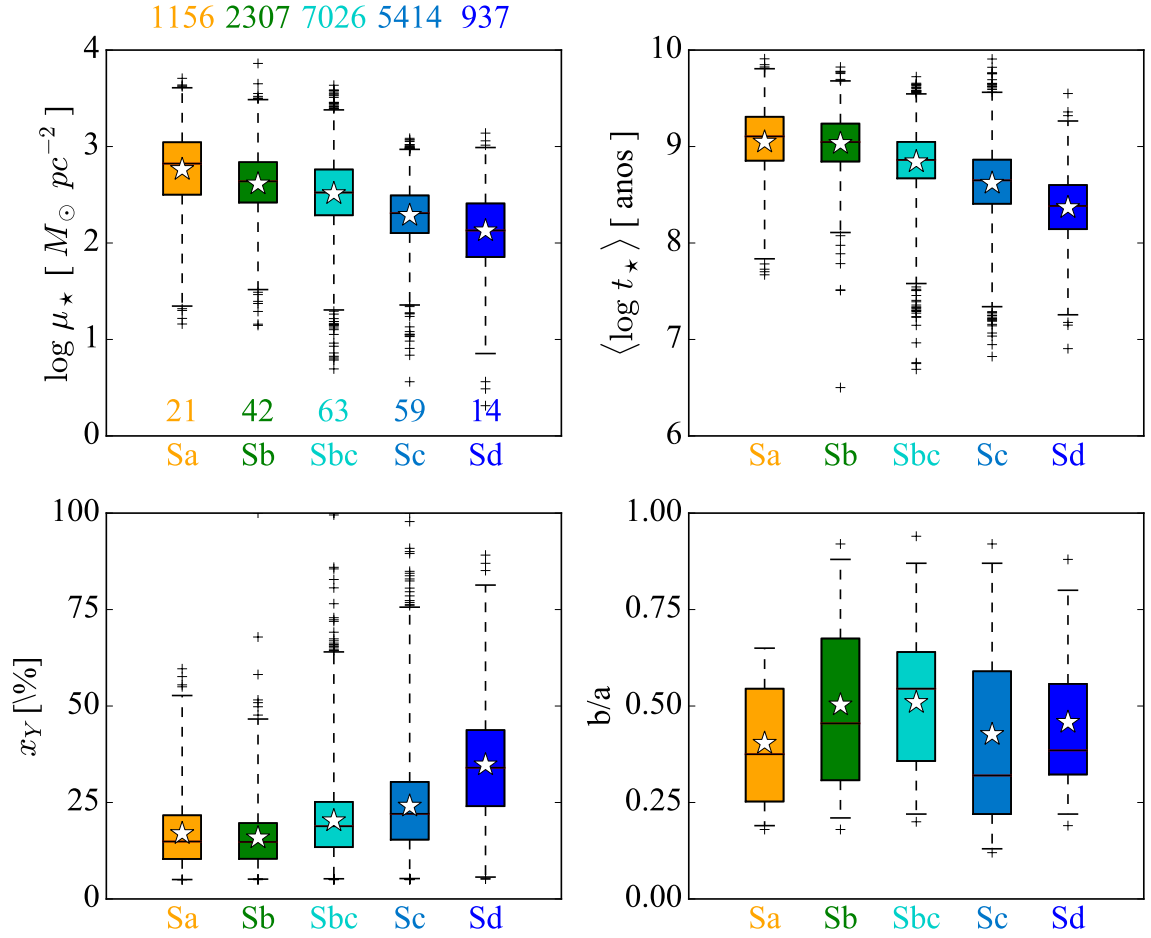 1156 2307 7026 5414 937
log μ⋆ [ M⊙ pc⁻² ]
4
3
2
1
0
21 42 63 59 14
Sa Sb Sbc Sc Sd
⟨log t⋆⟩ [ anos ]
10
9
8
7
6
Sa Sb Sbc Sc Sd
x_Y [\%]
100
75
50
25
0
Sa Sb Sbc Sc Sd
b/a
1.00
0.75
0.50
0.25
0.00
Sa Sb Sbc Sc Sd